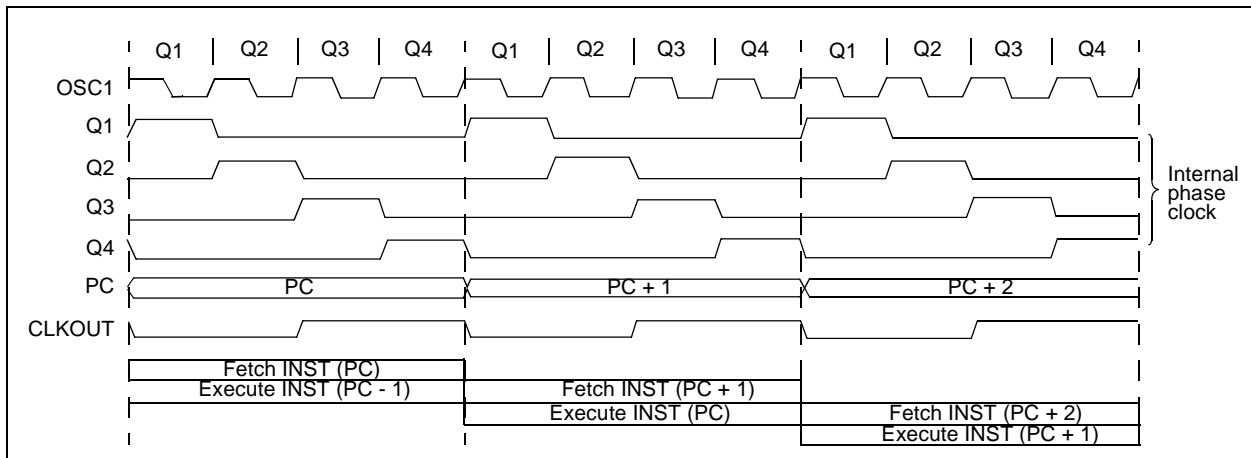 Q1 Q2 Q3 Q4 Q1 Q2 Q3 Q4 Q1 Q2 Q3 Q4
OSC1
Q1
Q2
Q3
Q4
Internal
phase
clock
PC PC PC + 1 PC + 2
CLKOUT
Fetch INST (PC)
Execute INST (PC - 1) Fetch INST (PC + 1)
Execute INST (PC) Fetch INST (PC + 2)
Execute INST (PC + 1)